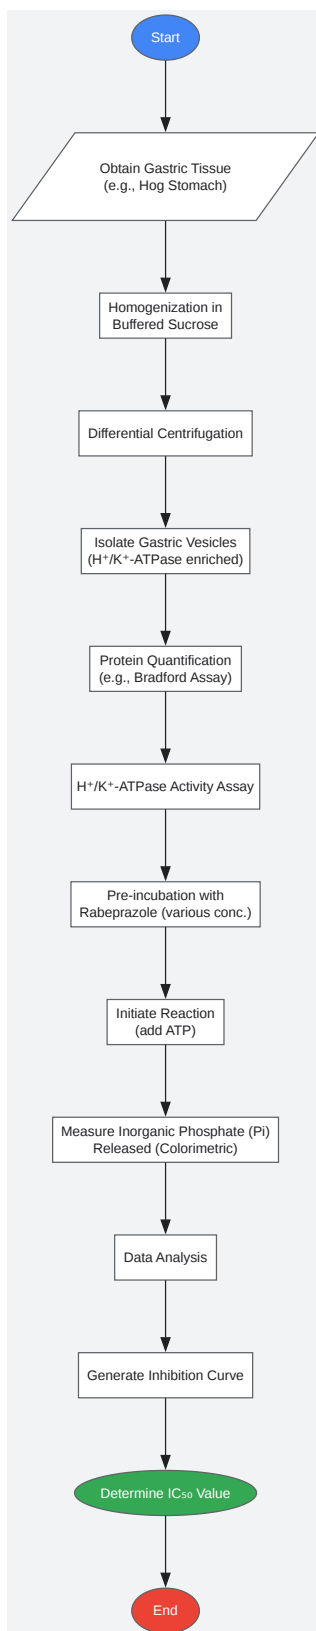 Start
Obtain Gastric Tissue
(e.g., Hog Stomach)
Homogenization in
Buffered Sucrose
Differential Centrifugation
Isolate Gastric Vesicles
(H⁺/K⁺-ATPase enriched)
Protein Quantification
(e.g., Bradford Assay)
H⁺/K⁺-ATPase Activity Assay
Pre-incubation with
Rabeprazole (various conc.)
Initiate Reaction
(add ATP)
Measure Inorganic Phosphate (Pi)
Released (Colorimetric)
Data Analysis
Generate Inhibition Curve
Determine IC₅₀ Value
End